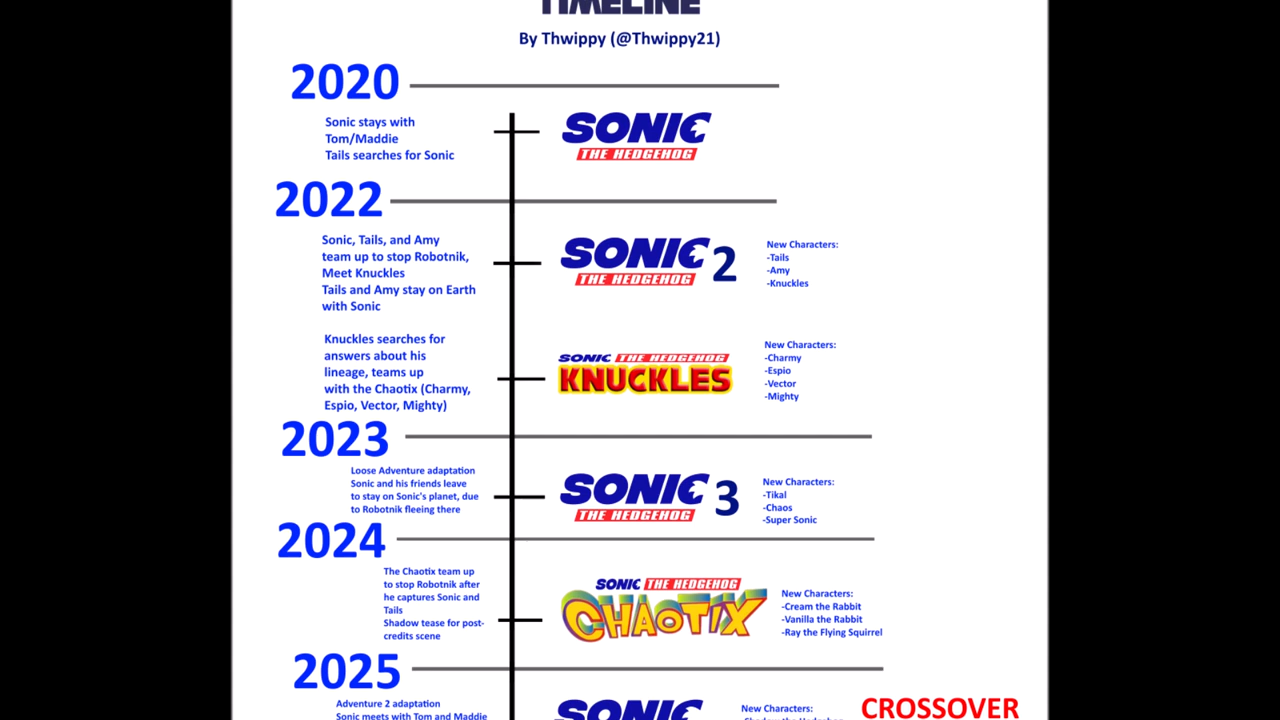 TIMELINE
By Thwippy (@Thwippy21)
2020
Sonic stays with
Tom/Maddie
Tails searches for Sonic
SONIC
THE HEDGEHOG
2022
Sonic, Tails, and Amy
team up to stop Robotnik,
Meet Knuckles
Tails and Amy stay on Earth
with Sonic
SONIC 2
THE HEDGEHOG
New Characters:
-Tails
-Amy
-Knuckles
Knuckles searches for
answers about his
lineage, teams up
with the Chaotix (Charmy,
Espio, Vector, Mighty)
SONIC THE HEDGEHOG
KNUCKLES
New Characters:
-Charmy
-Espio
-Vector
-Mighty
2023
Loose Adventure adaptation
Sonic and his friends leave
to stay on Sonic's planet, due
to Robotnik fleeing there
SONIC 3
THE HEDGEHOG
New Characters:
-Tikal
-Chaos
-Super Sonic
2024
The Chaotix team up
to stop Robotnik after
he captures Sonic and
Tails
Shadow tease for post-
credits scene
SONIC THE HEDGEHOG
CHAOTIX
New Characters:
-Cream the Rabbit
-Vanilla the Rabbit
-Ray the Flying Squirrel
2025
Adventure 2 adaptation
Sonic meets with Tom and Maddie
SONIC
New Characters:
-Shadow the Hedgehog
CROSSOVER